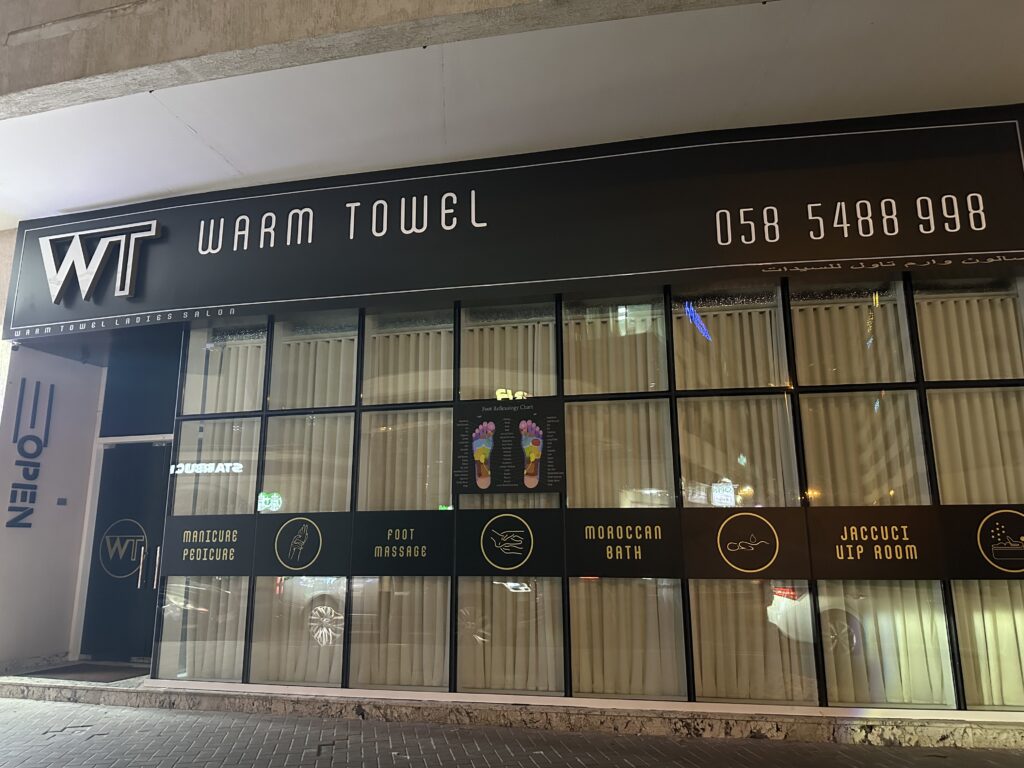 WT
WARM TOWEL
058 5488 998
صالون وارم تاول للسيدات
WARM TOWEL LADIES SALON
OPEN
WT
Foot Reflexology Chart
STARBUC
MANICURE
PEDICURE
FOOT
MASSAGE
MOROCCAN
BATH
JACCUCI
VIP ROOM